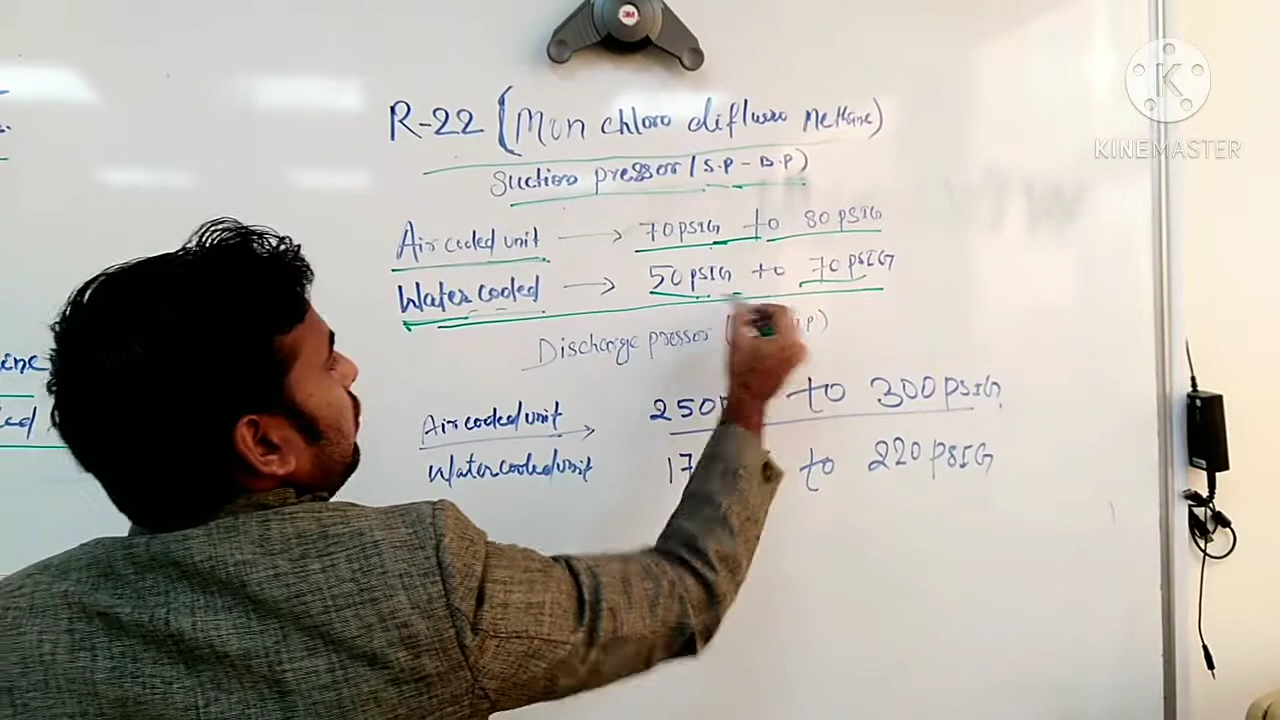 3M
K
KINEMASTER
R-22 (Mon chloro difluro Methane)
Suction pressor / S.P - B.P)
Air cooled unit → 70 PSIG to 80 PSIG
Water cooled → 50 PSIG to 70 PSIG
Discharge pressor (
Air cooled unit → 250 to 300 PSIG
Water cooled unit 17 to 220 PSIG